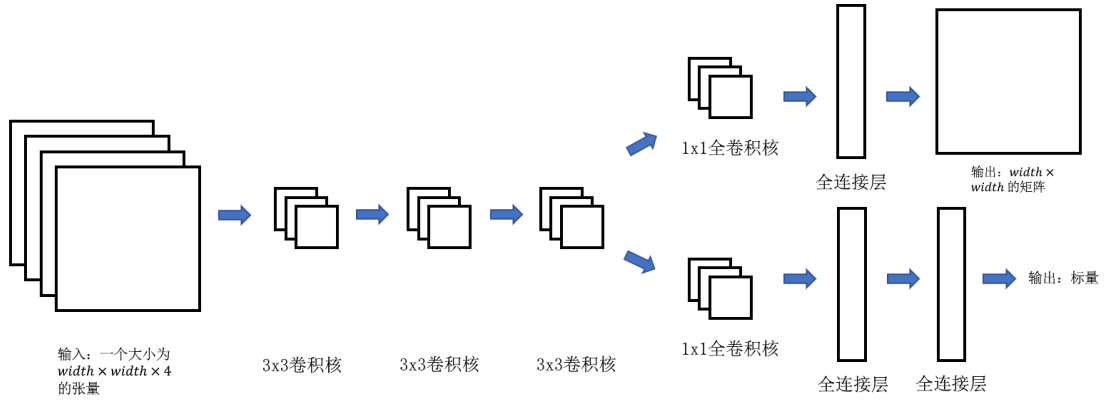 1x1全卷积核
全连接层
输出：width×
width 的矩阵
输入：一个大小为
width × width × 4
的张量
3x3卷积核
3x3卷积核
3x3卷积核
1x1全卷积核
全连接层
全连接层
输出：标量